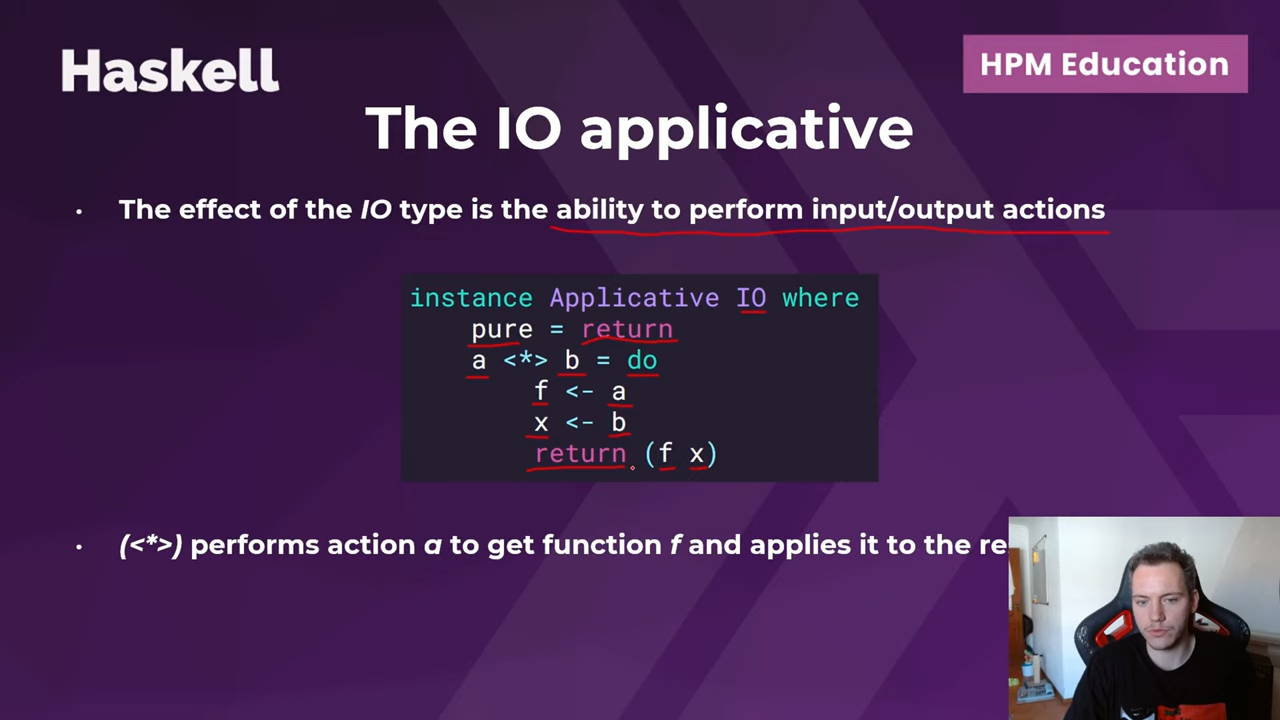 Haskell
HPM Education
The IO applicative
• The effect of the IO type is the ability to perform input/output actions
instance Applicative IO where
pure = return
a <*> b = do
f <- a
x <- b
return (f x)
• (<*>) performs action a to get function f and applies it to the